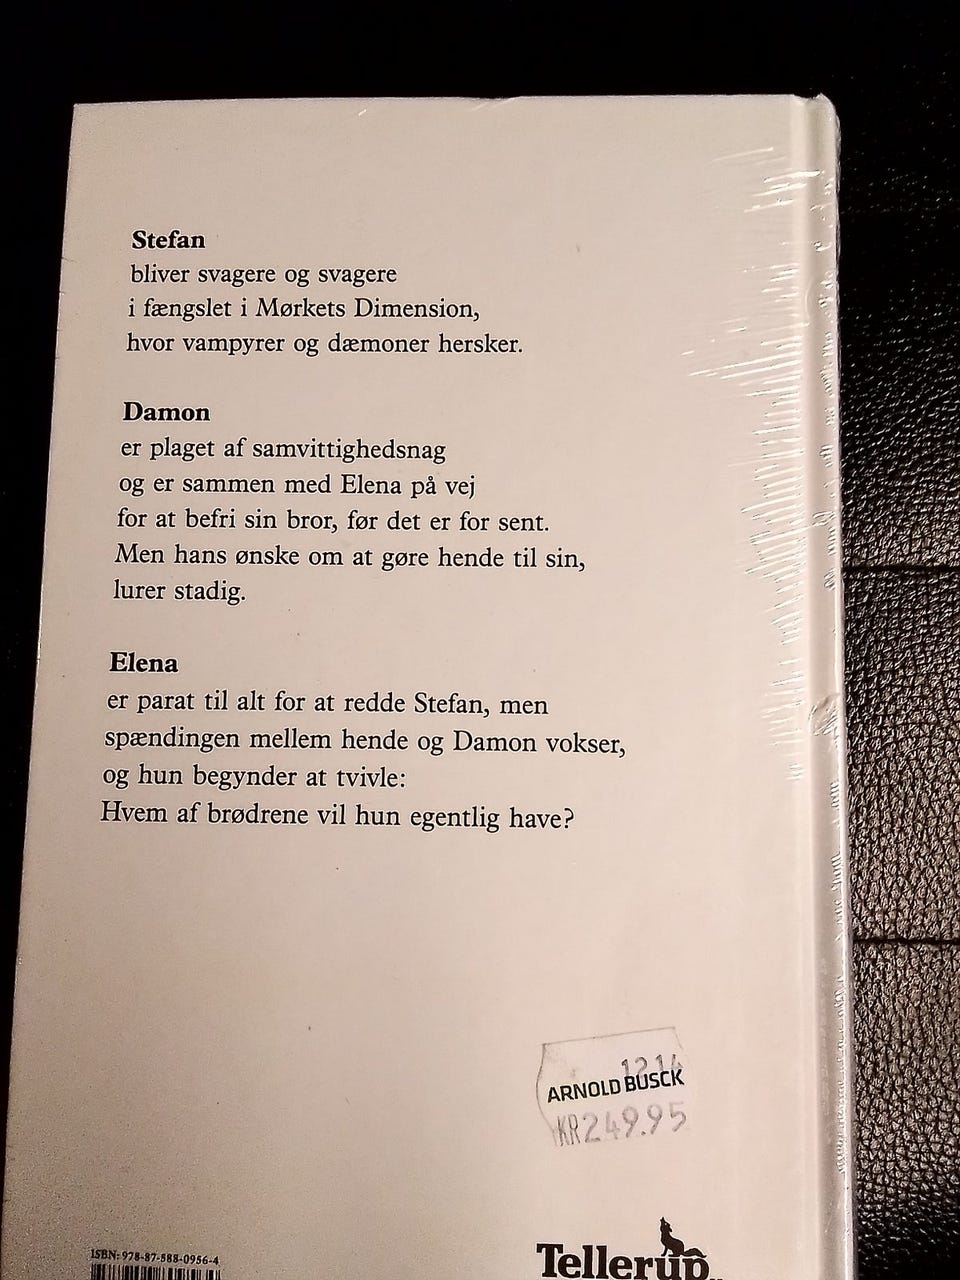 Stefan
bliver svagere og svagere
i fængslet i Mørkets Dimension,
hvor vampyrer og dæmoner hersker.
Damon
er plaget af samvittighedsnag
og er sammen med Elena på vej
for at befri sin bror, før det er for sent.
Men hans ønske om at gøre hende til sin,
lurer stadig.
Elena
er parat til alt for at redde Stefan, men
spændingen mellem hende og Damon vokser,
og hun begynder at tvivle:
Hvem af brødrene vil hun egentlig have?
12.14
ARNOLD BUSCK
KR249.95
ISBN: 978-87-588-0956-4
Tellerup